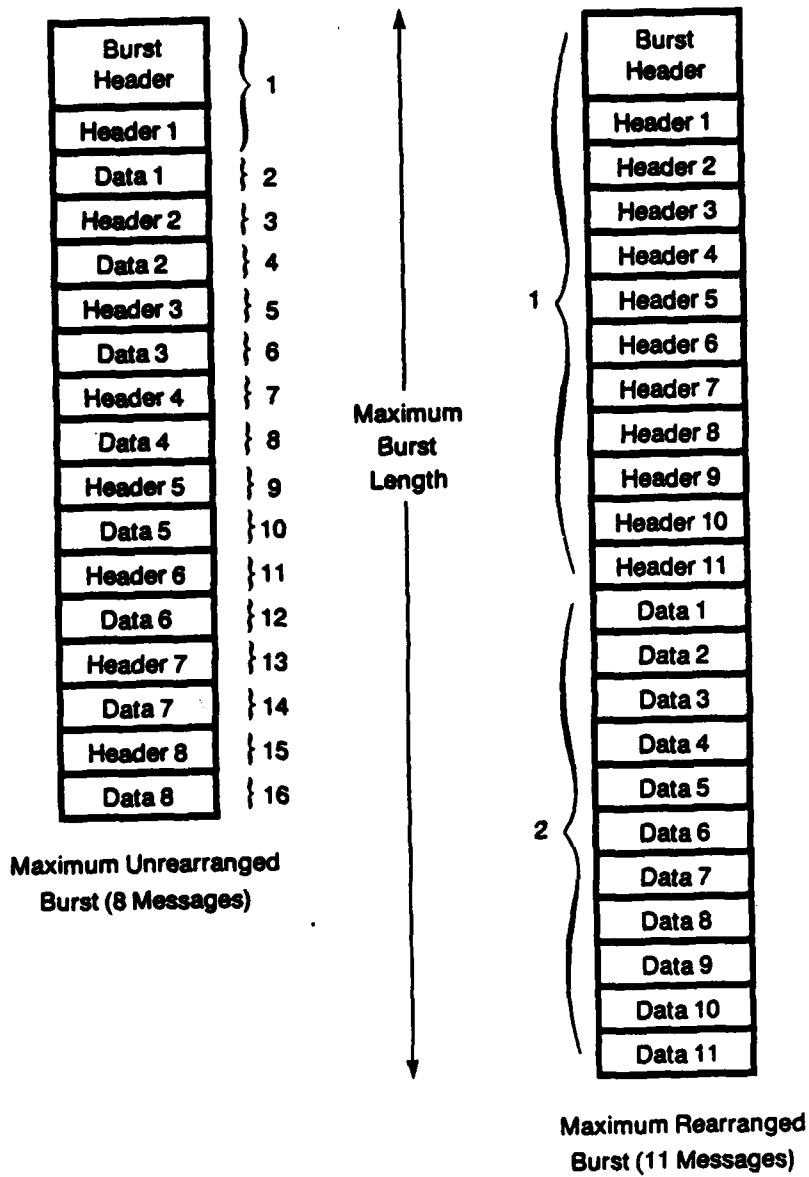 Burst
Header
1
Header 1
Data 1
2
Header 2
3
Data 2
4
Header 3
5
Data 3
6
Header 4
7
Data 4
8
Header 5
9
Data 5
10
Header 6
11
Data 6
12
Header 7
13
Data 7
14
Header 8
15
Data 8
16
Maximum Unrearranged
Burst (8 Messages)
Maximum
Burst
Length
Burst
Header
Header 1
Header 2
Header 3
Header 4
1
Header 5
Header 6
Header 7
Header 8
Header 9
Header 10
Header 11
Data 1
Data 2
Data 3
Data 4
Data 5
2
Data 6
Data 7
Data 8
Data 9
Data 10
Data 11
Maximum Rearranged
Burst (11 Messages)